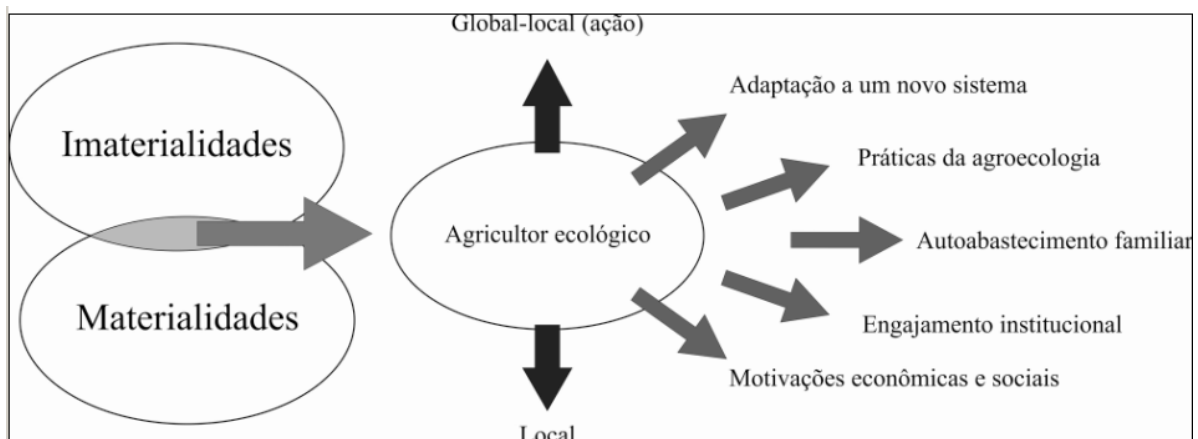 Global-local (ação)
Imaterialidades
Materialidades
Agricultor ecológico
Adaptação a um novo sistema
Práticas da agroecologia
Autoabastecimento familiar
Engajamento institucional
Motivações econômicas e sociais
Local